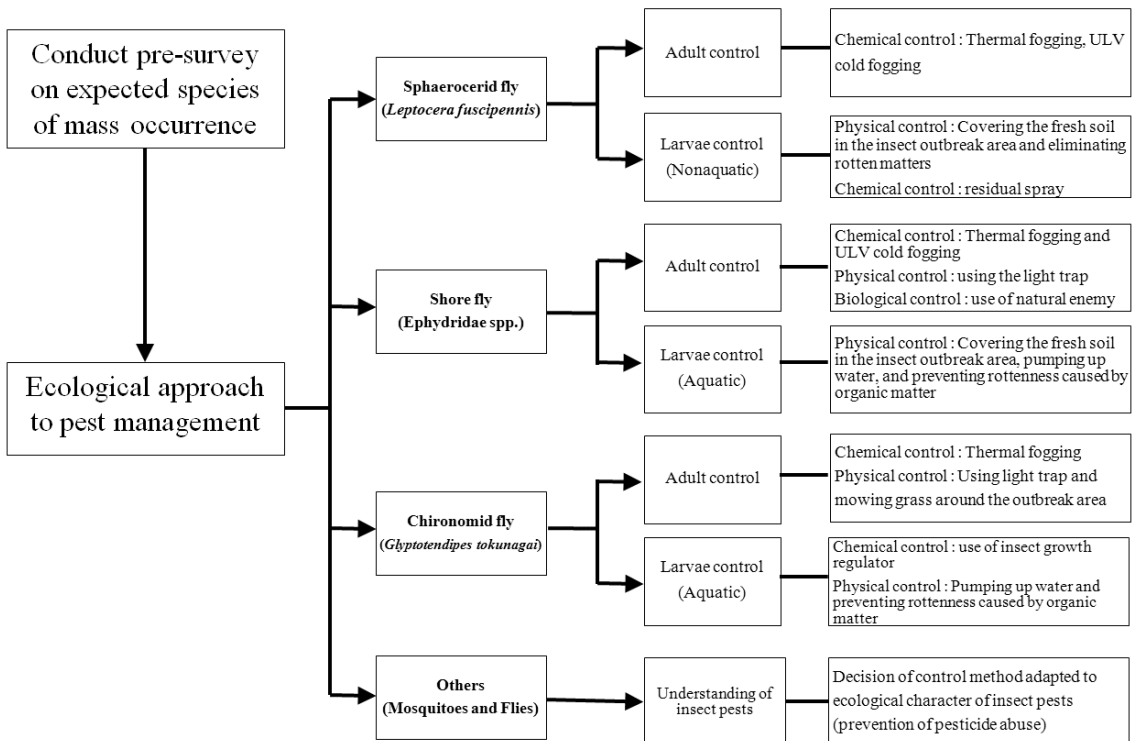 Conduct pre-survey
on expected species
of mass occurrence
Ecological approach
to pest management
Sphaerocerid fly
(Leptocera fuscipennis)
Adult control
Chemical control : Thermal fogging, ULV
cold fogging
Larvae control
(Nonaquatic)
Physical control : Covering the fresh soil
in the insect outbreak area and eliminating
rotten matters
Chemical control : residual spray
Shore fly
(Ephydridae spp.)
Adult control
Chemical control : Thermal fogging and
ULV cold fogging
Physical control : using the light trap
Biological control : use of natural enemy
Larvae control
(Aquatic)
Physical control : Covering the fresh soil
in the insect outbreak area, pumping up
water, and preventing rottenness caused by
organic matter
Chironomid fly
(Glyptotendipes tokunagai)
Adult control
Chemical control : Thermal fogging
Physical control : Using light trap and
mowing grass around the outbreak area
Larvae control
(Aquatic)
Chemical control : use of insect growth
regulator
Physical control : Pumping up water and
preventing rottenness caused by organic
matter
Others
(Mosquitoes and Flies)
Understanding of
insect pests
Decision of control method adapted to
ecological character of insect pests
(prevention of pesticide abuse)